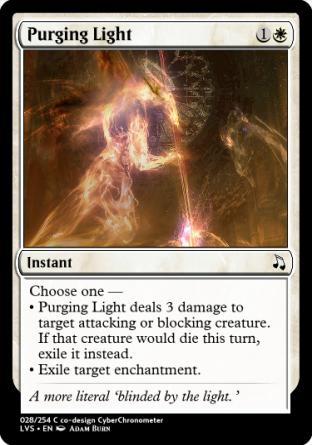 Purging Light 1
Instant
Choose one —
• Purging Light deals 3 damage to
target attacking or blocking creature.
If that creature would die this turn,
exile it instead.
• Exile target enchantment.
A more literal ‘blinded by the light.’
028/254 C co-design CyberChronometer
LVS • EN Adam Burn